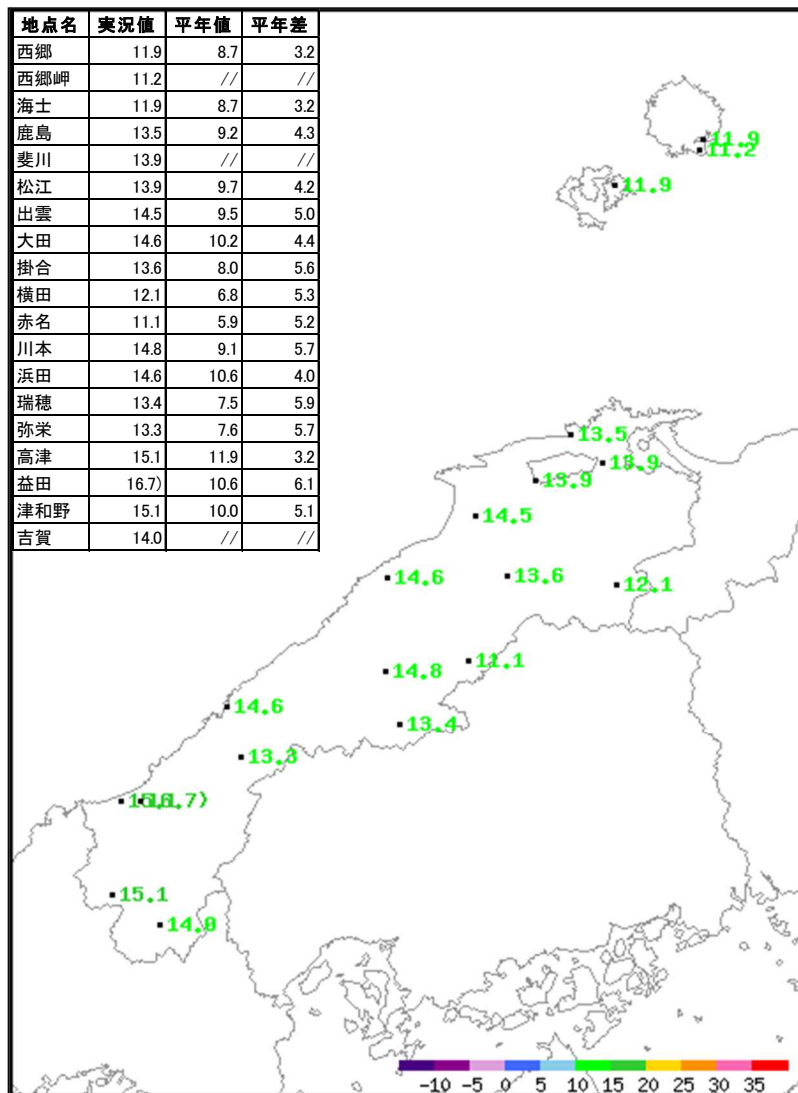 地点名 実況値 平年値 平年差
西郷 11.9 8.7 3.2
西郷岬 11.2 // //
海士 11.9 8.7 3.2
鹿島 13.5 9.2 4.3
斐川 13.9 // //
松江 13.9 9.7 4.2
出雲 14.5 9.5 5.0
大田 14.6 10.2 4.4
掛合 13.6 8.0 5.6
横田 12.1 6.8 5.3
赤名 11.1 5.9 5.2
川本 14.8 9.1 5.7
浜田 14.6 10.6 4.0
瑞穂 13.4 7.5 5.9
弥栄 13.3 7.6 5.7
高津 15.1 11.9 3.2
益田 16.7) 10.6 6.1
津和野 15.1 10.0 5.1
吉賀 14.0 // //
11.9
11.2
11.9
13.5
13.9
13.9
14.5
14.6 13.6 12.1
11.1
14.8
14.6
13.4
13.3
15.1
14.0
-10 -5 0 5 10 15 20 25 30 35